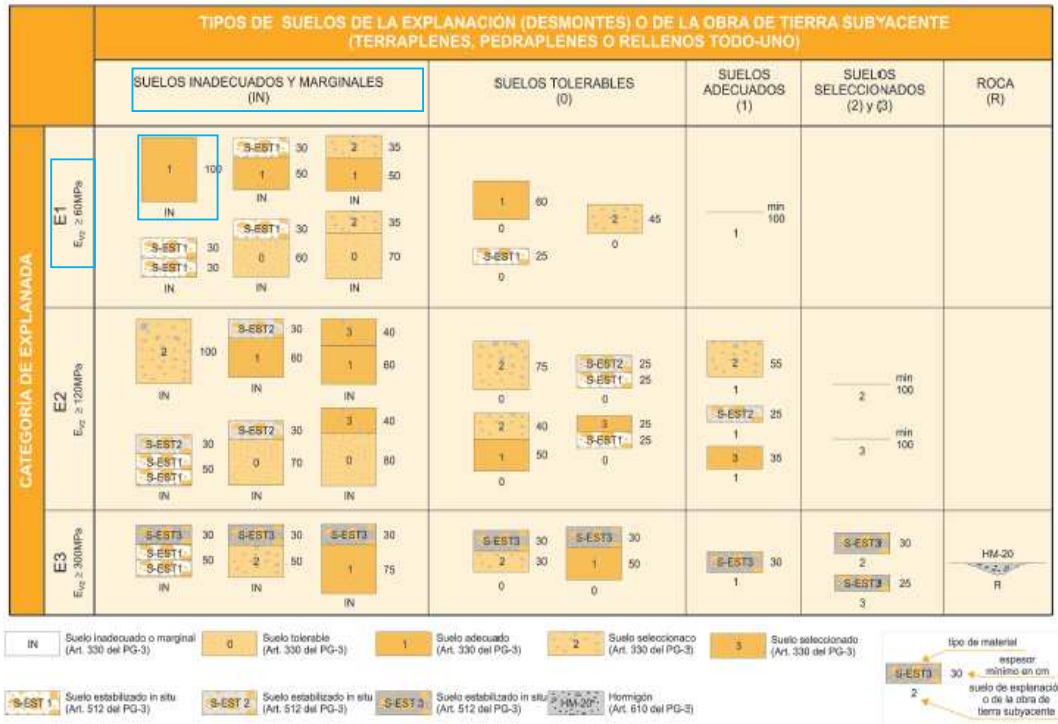 TIPOS DE SUELOS DE LA EXPLANACIÓN (DESMONTES) O DE LA OBRA DE TIERRA SUBYACENTE
(TERRAPLENES, PEDRAPLENES O RELLENOS TODO-UNO)
SUELOS INADECUADOS Y MARGINALES
(IN)
SUELOS TOLERABLES
(0)
SUELOS
ADECUADOS
(1)
SUELOS
SELECCIONADOS
(2) y (3)
ROCA
(R)
CATEGORÍA DE EXPLANADA
E1
Ev2 ≥ 60MPa
1 100
IN
S-EST1 30
1 50
IN
2 35
1 50
IN
S-EST1 30
S-EST1 30
IN
S-EST1 30
0 60
IN
2 35
0 70
IN
1 60
0
2 45
0
S-EST1 25
0
min
100
1
E2
Ev2 ≥ 120MPa
2 100
IN
S-EST2 30
1 60
IN
3 40
1 60
IN
S-EST2 30
S-EST1 50
S-EST1
IN
S-EST2 30
0 70
IN
3 40
0 80
IN
2 75
0
S-EST2 25
S-EST1 25
0
2 40
1 50
0
3 25
S-EST1 25
0
2 55
1
S-EST2 25
1
3 35
1
min
100
2
min
100
3
E3
Ev2 ≥ 300MPa
S-EST3 30
S-EST1 50
S-EST1
IN
S-EST3 30
2 50
IN
S-EST3 30
1 75
IN
S-EST3 30
2 30
0
S-EST3 30
1 50
0
S-EST3 30
1
S-EST3 30
2
S-EST3 25
3
HM-20
R
IN Suelo inadecuado o marginal
(Art. 330 del PG-3)
0 Suelo tolerable
(Art. 330 del PG-3)
1 Suelo adecuado
(Art. 330 del PG-3)
2 Suelo seleccionaco
(Art. 330 del PG-3)
3 Suelo seleccionado
(Art. 330 del PG-3)
S-EST 1 Suelo estabilizado in situ
(Art. 512 del PG-3)
S-EST 2 Suelo estabilizado in situ
(Art. 512 del PG-3)
S-EST 3 Suelo estabilizado in situ
(Art. 512 del PG-3)
HM-20 Hormigón
(Art. 610 del PG-3)
tipo de material
S-EST3 30 espesor
mínimo en cm
2 suelo de explanación
o de la obra de
tierra subyacente